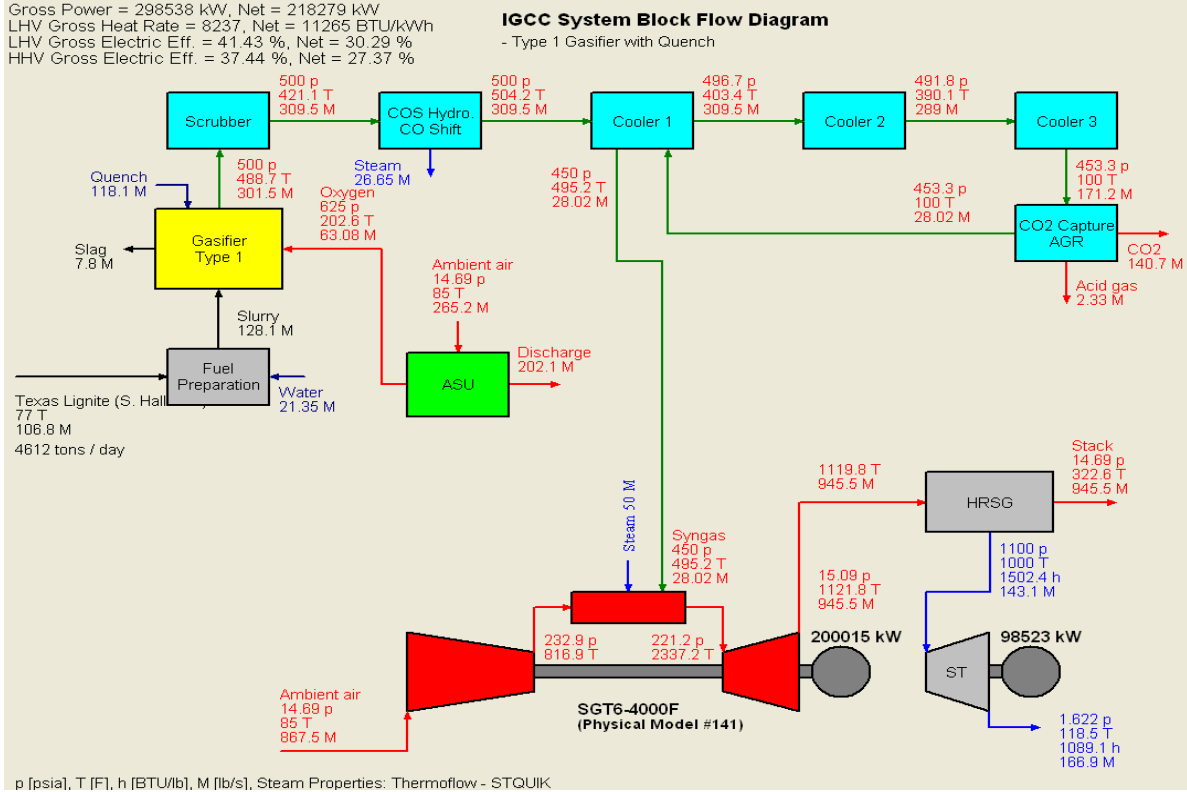 Gross Power = 298538 kW, Net = 218279 kW
LHV Gross Heat Rate = 8237, Net = 11265 BTU/kWh
LHV Gross Electric Eff. = 41.43 %, Net = 30.29 %
HHV Gross Electric Eff. = 37.44 %, Net = 27.37 %
IGCC System Block Flow Diagram
- Type 1 Gasifier with Quench
Scrubber
500 p
421.1 T
309.5 M
COS Hydro.
CO Shift
500 p
504.2 T
309.5 M
Cooler 1
496.7 p
403.4 T
309.5 M
Cooler 2
491.8 p
390.1 T
289 M
Cooler 3
Steam
26.65 M
500 p
488.7 T
301.5 M
Quench
118.1 M
Oxygen
625 p
202.6 T
63.08 M
450 p
495.2 T
28.02 M
453.3 p
100 T
28.02 M
453.3 p
100 T
171.2 M
CO2 Capture
AGR
CO2
140.7 M
Acid gas
2.33 M
Gasifier
Type 1
Slag
7.8 M
Slurry
128.1 M
Ambient air
14.69 p
85 T
265.2 M
Fuel
Preparation
Water
21.35 M
ASU
Discharge
202.1 M
Texas Lignite (S. Hall
77 T
106.8 M
4612 tons / day
Steam 50 M
Syngas
450 p
495.2 T
28.02 M
1119.8 T
945.5 M
HRSG
Stack
14.69 p
322.6 T
945.5 M
15.09 p
1121.8 T
945.5 M
1100 p
1000 T
1502.4 h
143.1 M
232.9 p
816.9 T
221.2 p
2337.2 T
200015 kW
98523 kW
ST
Ambient air
14.69 p
85 T
867.5 M
SGT6-4000F
(Physical Model #141)
1.622 p
118.5 T
1089.1 h
166.9 M
p [psia], T [F], h [BTU/lb], M [lb/s], Steam Properties: Thermoflow - STQUIK